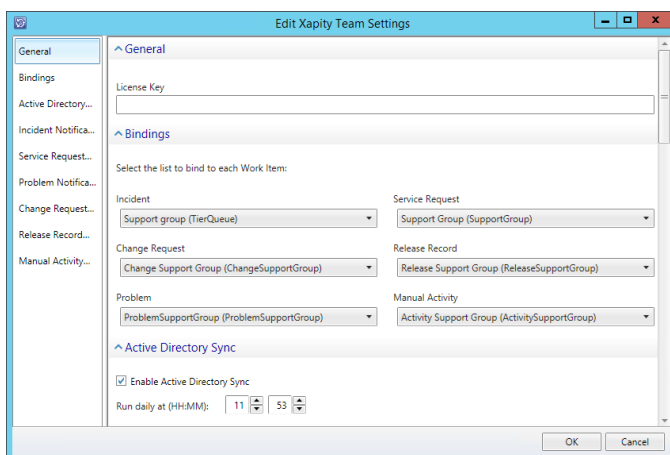 Edit Xapity Team Settings
General
Bindings
Active Directory...
Incident Notifica...
Service Request...
Problem Notifica...
Change Request...
Release Record...
Manual Activity...
General
License Key
Bindings
Select the list to bind to each Work Item:
Incident
Service Request
Support group (TierQueue)
Support Group (SupportGroup)
Change Request
Release Record
Change Support Group (ChangeSupportGroup)
Release Support Group (ReleaseSupportGroup)
Problem
Manual Activity
ProblemSupportGroup (ProblemSupportGroup)
Activity Support Group (ActivitySupportGroup)
Active Directory Sync
Enable Active Directory Sync
Run daily at (HH:MM): 11 53
OK Cancel